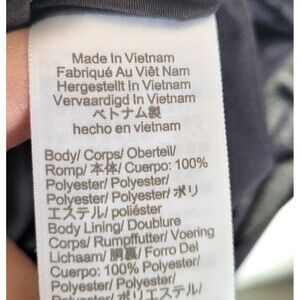 Made In Vietnam
Fabriqué Au Viêt Nam
Hergestellt In Vietnam
Vervaardigd In Vietnam
ベトナム製
hecho en vietnam
Body/ Corps/ Oberteil/
Romp/ 本体/ Cuerpo: 100%
Polyester/ Polyester/
Polyester/ Polyester/ ポリ
エステル/ poliéster
Body Lining/ Doublure
Corps/ Rumpffutter/ Voering
Lichaam/ 胴裏/ Forro Del
Cuerpo: 100% Polyester/
Polyester/ Polyester/